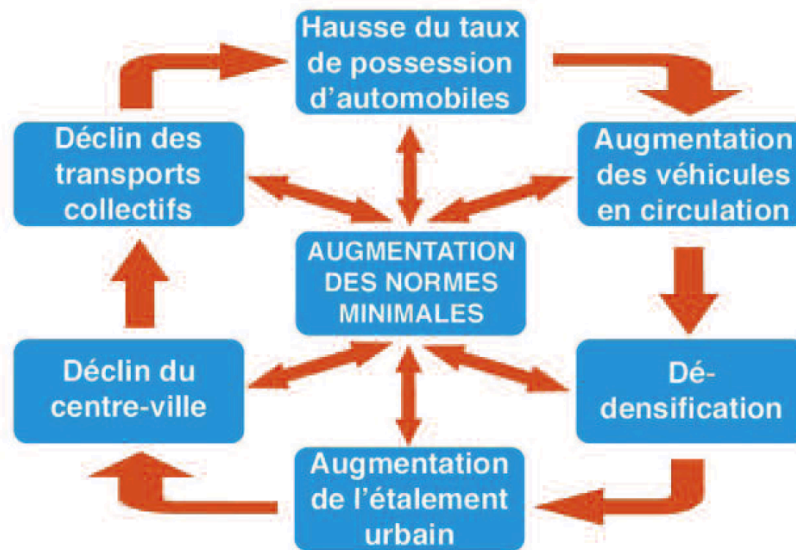 Hausse du taux
de possession
d'automobiles
Déclin des
transports
collectifs
Augmentation
des véhicules
en circulation
AUGMENTATION
DES NORMES
MINIMALES
Déclin du
centre-ville
Dé-
densification
Augmentation
de l'étalement
urbain